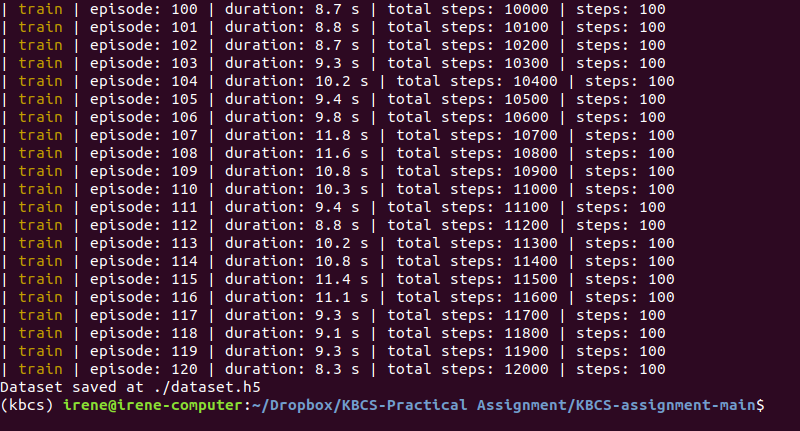 | train | episode: 100 | duration: 8.7 s | total steps: 10000 | steps: 100
| train | episode: 101 | duration: 8.8 s | total steps: 10100 | steps: 100
| train | episode: 102 | duration: 8.7 s | total steps: 10200 | steps: 100
| train | episode: 103 | duration: 9.3 s | total steps: 10300 | steps: 100
| train | episode: 104 | duration: 10.2 s | total steps: 10400 | steps: 100
| train | episode: 105 | duration: 9.4 s | total steps: 10500 | steps: 100
| train | episode: 106 | duration: 9.8 s | total steps: 10600 | steps: 100
| train | episode: 107 | duration: 11.8 s | total steps: 10700 | steps: 100
| train | episode: 108 | duration: 11.6 s | total steps: 10800 | steps: 100
| train | episode: 109 | duration: 10.8 s | total steps: 10900 | steps: 100
| train | episode: 110 | duration: 10.3 s | total steps: 11000 | steps: 100
| train | episode: 111 | duration: 9.4 s | total steps: 11100 | steps: 100
| train | episode: 112 | duration: 8.8 s | total steps: 11200 | steps: 100
| train | episode: 113 | duration: 10.2 s | total steps: 11300 | steps: 100
| train | episode: 114 | duration: 10.8 s | total steps: 11400 | steps: 100
| train | episode: 115 | duration: 11.4 s | total steps: 11500 | steps: 100
| train | episode: 116 | duration: 11.1 s | total steps: 11600 | steps: 100
| train | episode: 117 | duration: 9.3 s | total steps: 11700 | steps: 100
| train | episode: 118 | duration: 9.1 s | total steps: 11800 | steps: 100
| train | episode: 119 | duration: 9.3 s | total steps: 11900 | steps: 100
| train | episode: 120 | duration: 8.3 s | total steps: 12000 | steps: 100
Dataset saved at ./dataset.h5
(kbcs) irene@irene-computer:~/Dropbox/KBCS-Practical Assignment/KBCS-assignment-main$